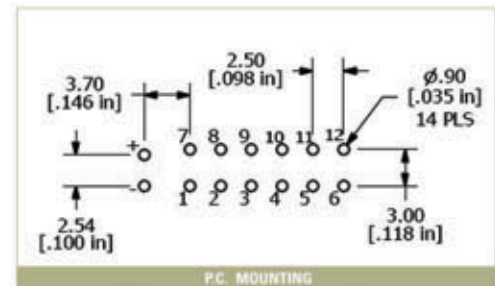 2.50
[.098 in]
3.70
[.146 in]
Ø.90
[.035 in]
14 PLS
+ 7 8 9 10 11 12
- 1 2 3 4 5 6
2.54
[.100 in]
3.00
[.118 in]
P.C. MOUNTING